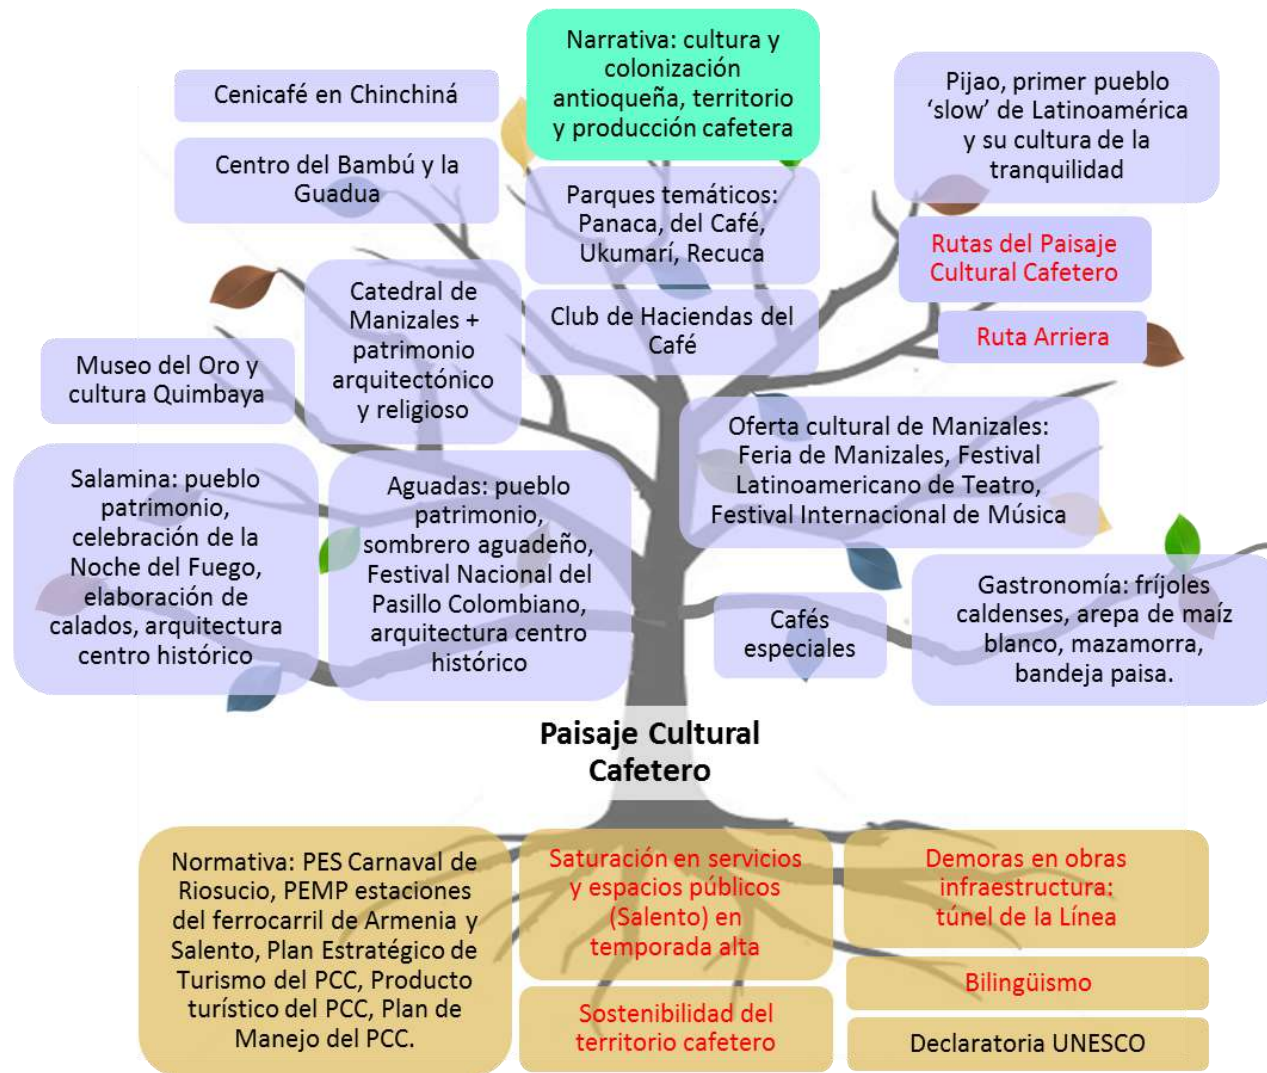 Narrativa: cultura y
colonización
antioqueña, territorio
y producción cafetera
Cenicafé en Chinchiná
Centro del Bambú y la
Guadua
Parques temáticos:
Panaca, del Café,
Ukumarí, Recuca
Pijao, primer pueblo
‘slow’ de Latinoamérica
y su cultura de la
tranquilidad
Rutas del Paisaje
Cultural Cafetero
Catedral de
Manizales +
patrimonio
arquitectónico
y religioso
Club de Haciendas del
Café
Ruta Arriera
Museo del Oro y
cultura Quimbaya
Oferta cultural de Manizales:
Feria de Manizales, Festival
Latinoamericano de Teatro,
Festival Internacional de Música
Salamina: pueblo
patrimonio,
celebración de la
Noche del Fuego,
elaboración de
calados, arquitectura
centro histórico
Aguadas: pueblo
patrimonio,
sombrero aguadeño,
Festival Nacional del
Pasillo Colombiano,
arquitectura centro
histórico
Cafés
especiales
Gastronomía: fríjoles
caldenses, arepa de maíz
blanco, mazamorra,
bandeja paisa.
Paisaje Cultural
Cafetero
Normativa: PES Carnaval de
Riosucio, PEMP estaciones
del ferrocarril de Armenia y
Salento, Plan Estratégico de
Turismo del PCC, Producto
turístico del PCC, Plan de
Manejo del PCC.
Saturación en servicios
y espacios públicos
(Salento) en
temporada alta
Sostenibilidad del
territorio cafetero
Demoras en obras
infraestructura:
túnel de la Línea
Bilingüismo
Declaratoria UNESCO